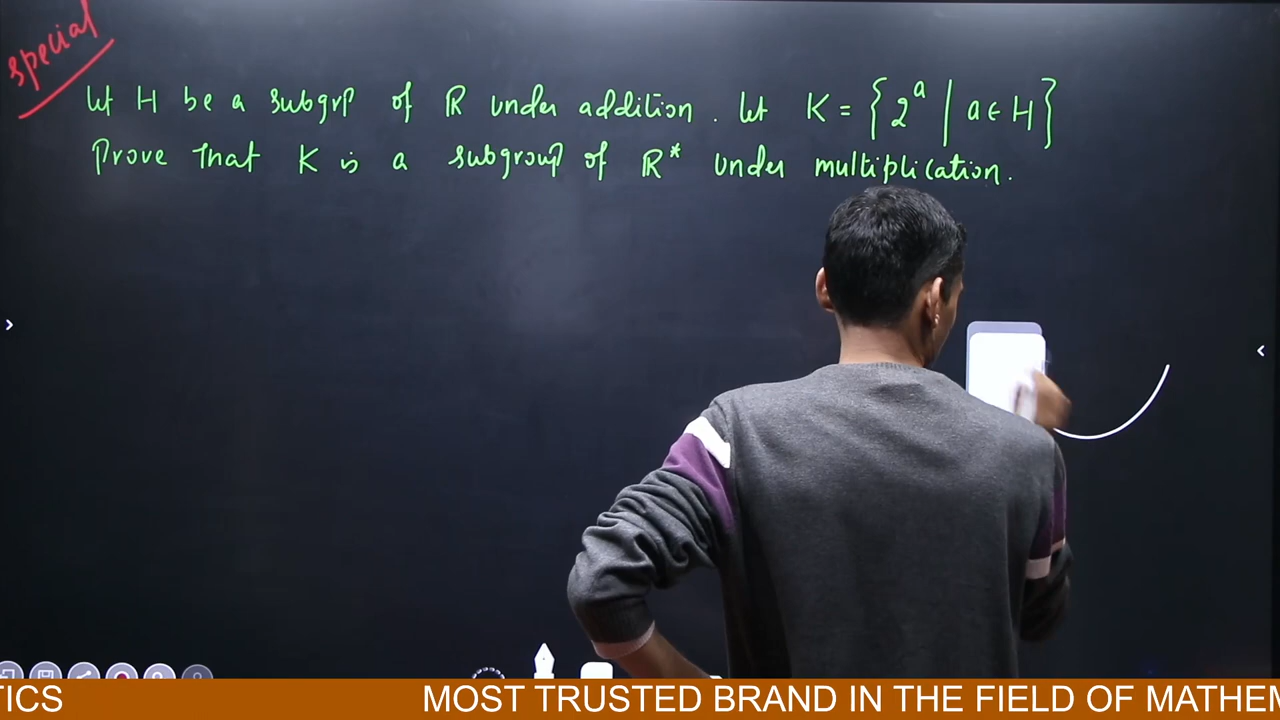 special
let H be a subgrp of ℝ under addition. let K = {2^a | a ∈ H}
Prove that K is a subgroup of ℝ* under multiplication.
TICS MOST TRUSTED BRAND IN THE FIELD OF MATHEM